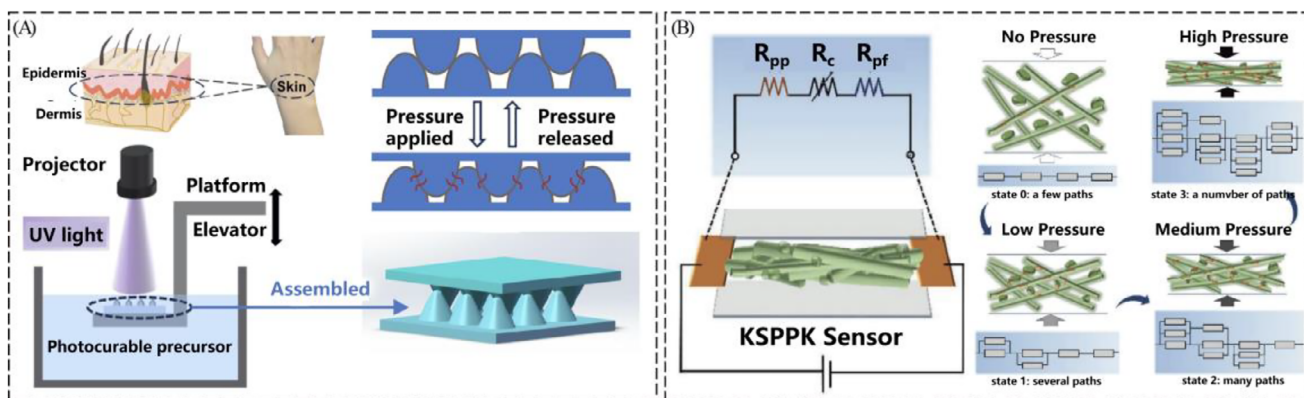 (A)
Epidermis
Dermis
Skin
Projector
Platform
Elevator
UV light
Photocurable precursor
Assembled
Pressure
applied
Pressure
released
(B)
Rpp Rc Rpf
KSPPK Sensor
No Pressure
state 0: a few paths
Low Pressure
state 1: several paths
High Pressure
state 3: a numvber of paths
Medium Pressure
state 2: many paths